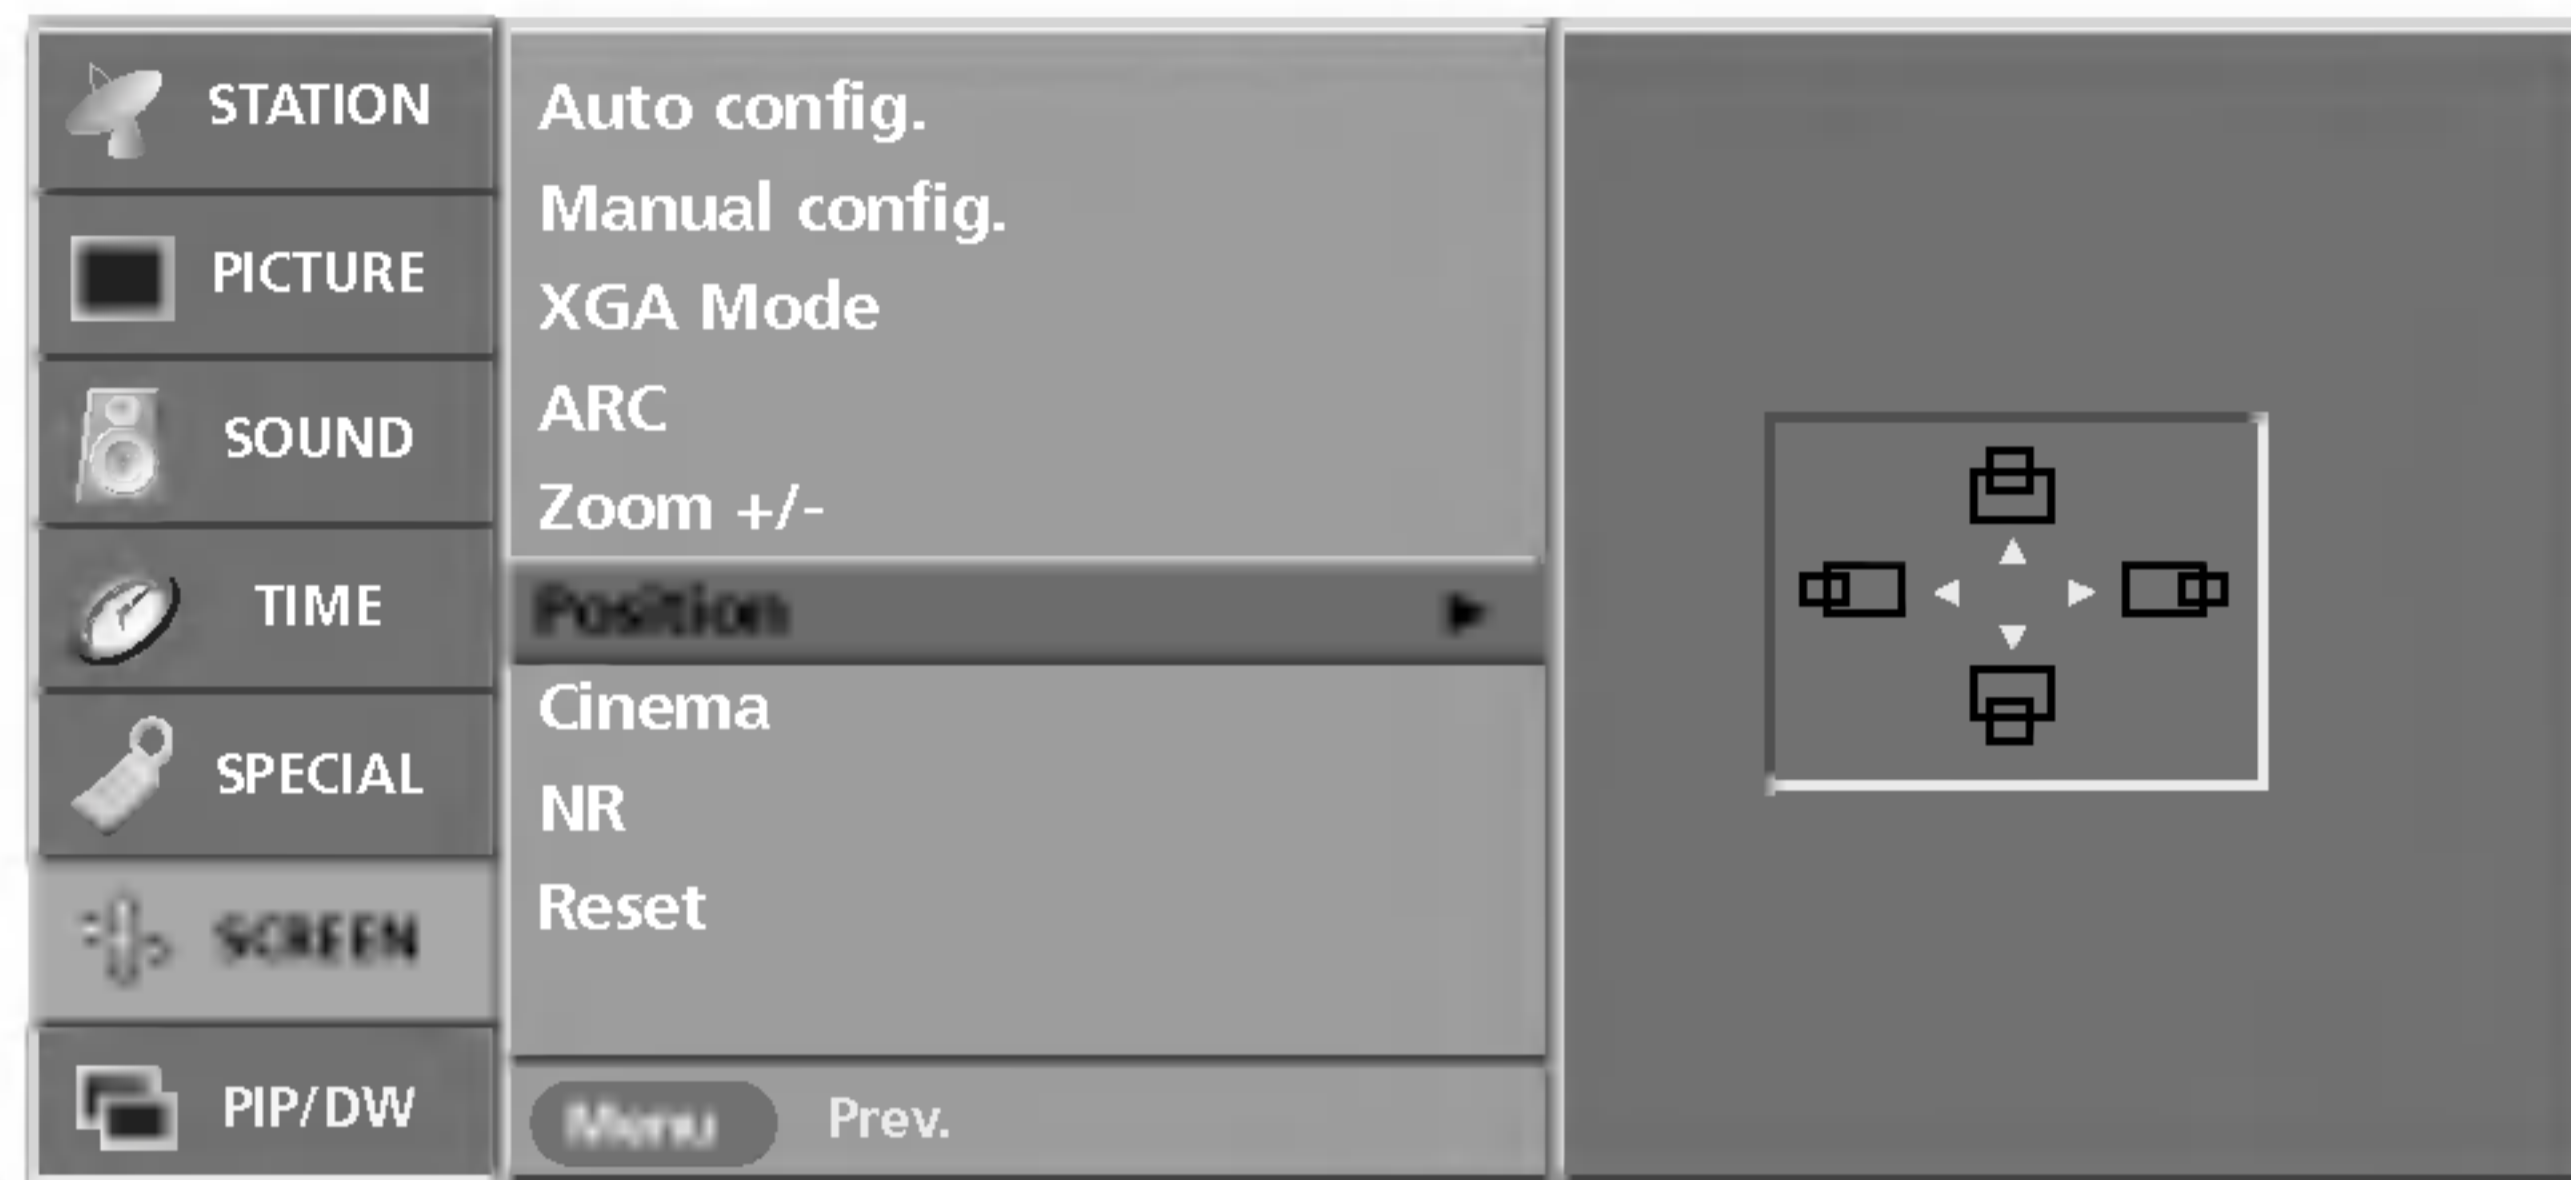 STATION
PICTURE
SOUND
TIME
SPECIAL
SCREEN
PIP/DW
Auto config.
Manual config.
XGA Mode
ARC
Zoom +/-
Position
Cinema
NR
Reset
Menu Prev.